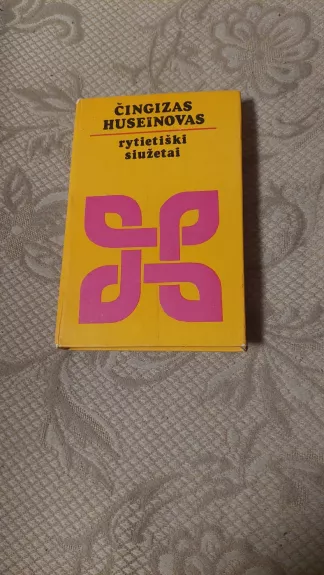 ČINGIZAS
HUSEINOVAS
rytietiški
siužetai